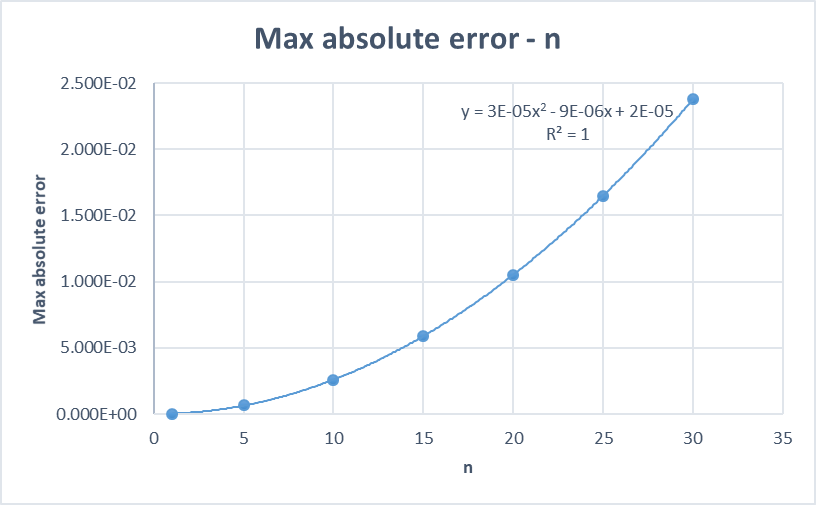 Max absolute error - n
2.500E-02
y = 3E-05x² - 9E-06x + 2E-05
R² = 1
2.000E-02
1.500E-02
1.000E-02
5.000E-03
0.000E+00
Max absolute error
0 5 10 15 20 25 30 35
n